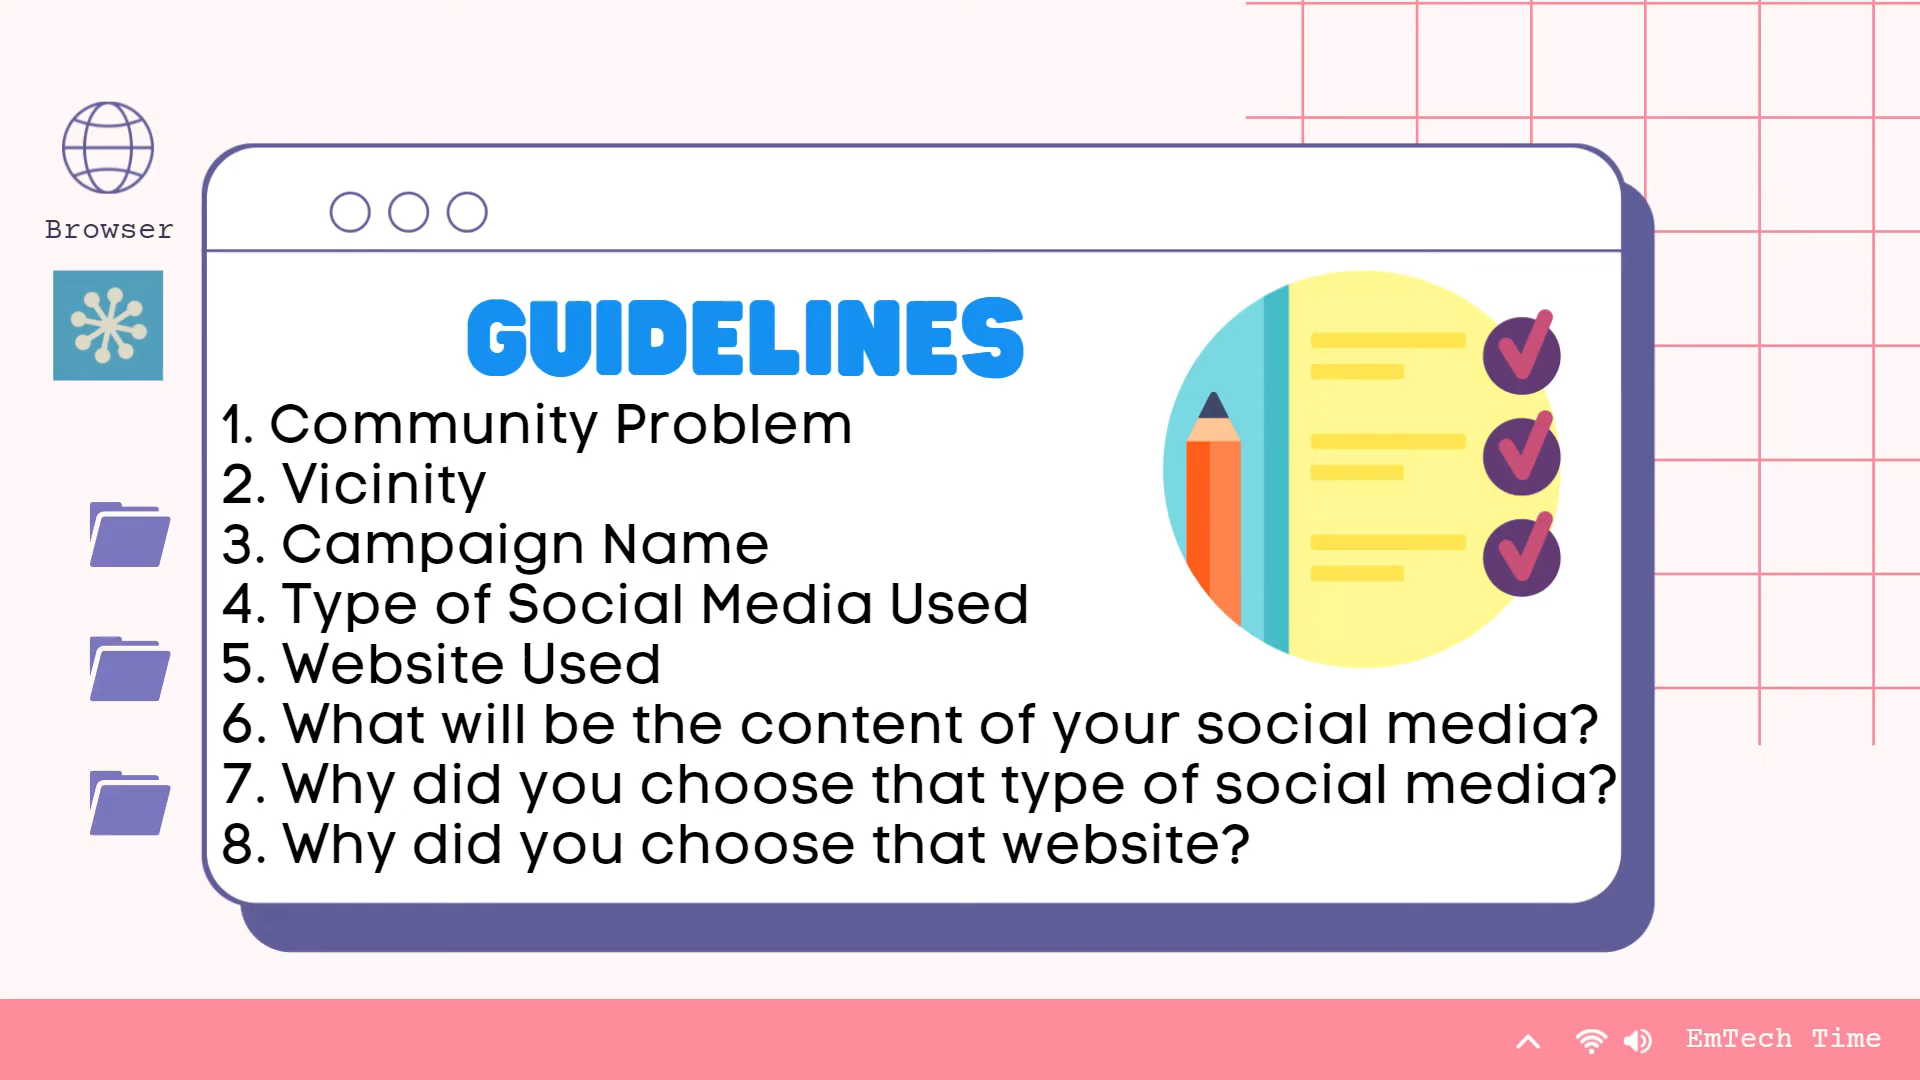 Browser
GUIDELINES
1. Community Problem
2. Vicinity
3. Campaign Name
4. Type of Social Media Used
5. Website Used
6. What will be the content of your social media?
7. Why did you choose that type of social media?
8. Why did you choose that website?
EmTech Time